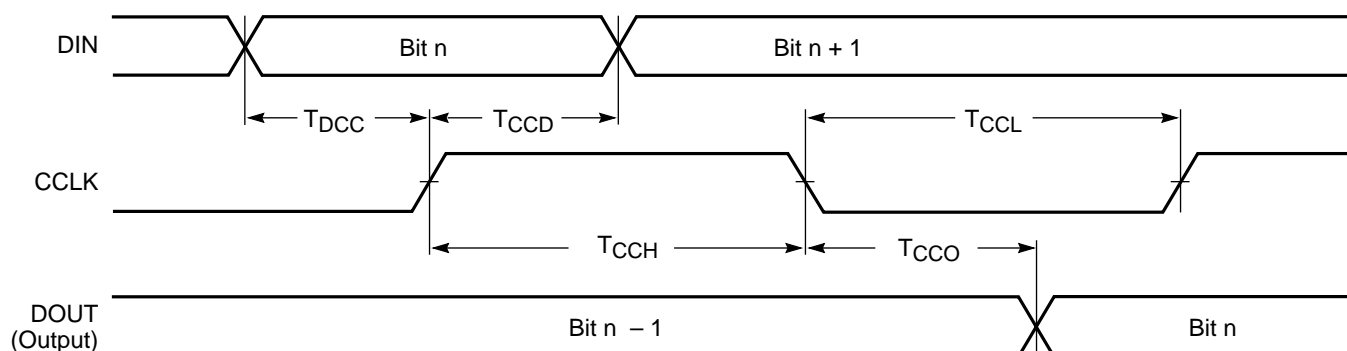 DIN
Bit n
Bit n + 1
TDCC
TCCD
TCCL
CCLK
TCCH
TCCO
DOUT
(Output)
Bit n – 1
Bit n